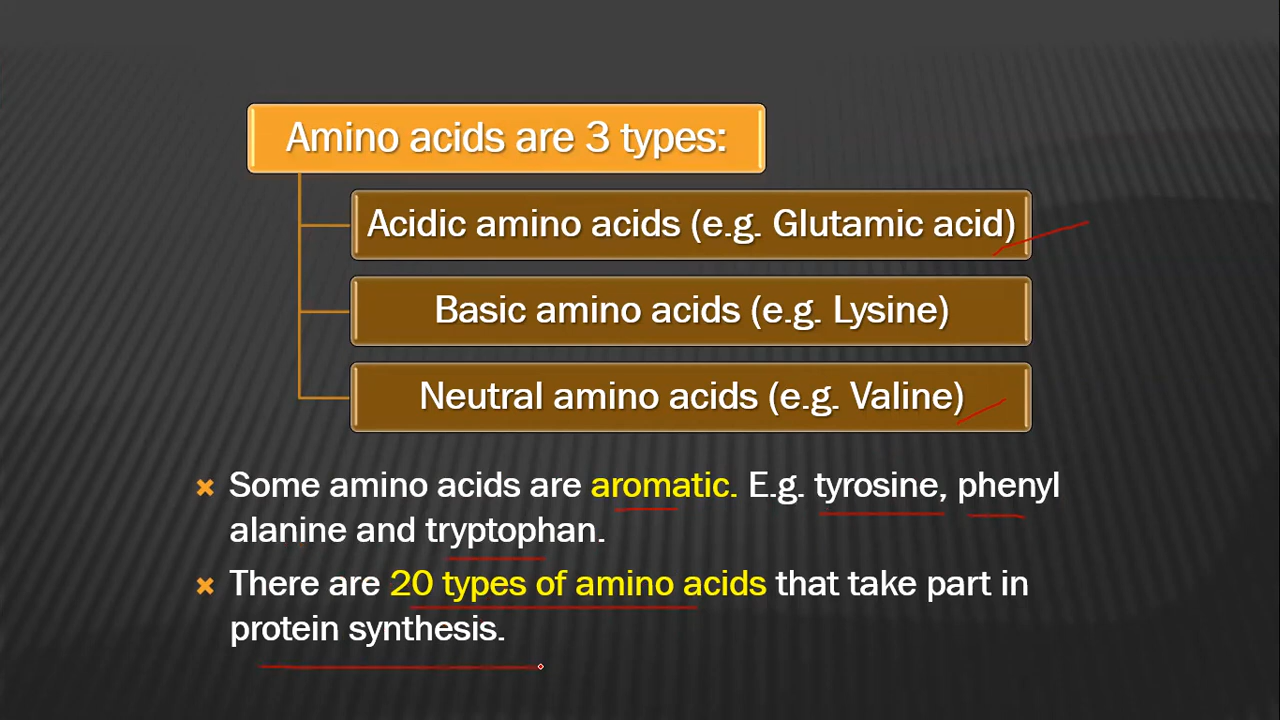 Amino acids are 3 types:
Acidic amino acids (e.g. Glutamic acid)
Basic amino acids (e.g. Lysine)
Neutral amino acids (e.g. Valine)
Some amino acids are aromatic. E.g. tyrosine, phenyl
alanine and tryptophan.
There are 20 types of amino acids that take part in
protein synthesis.